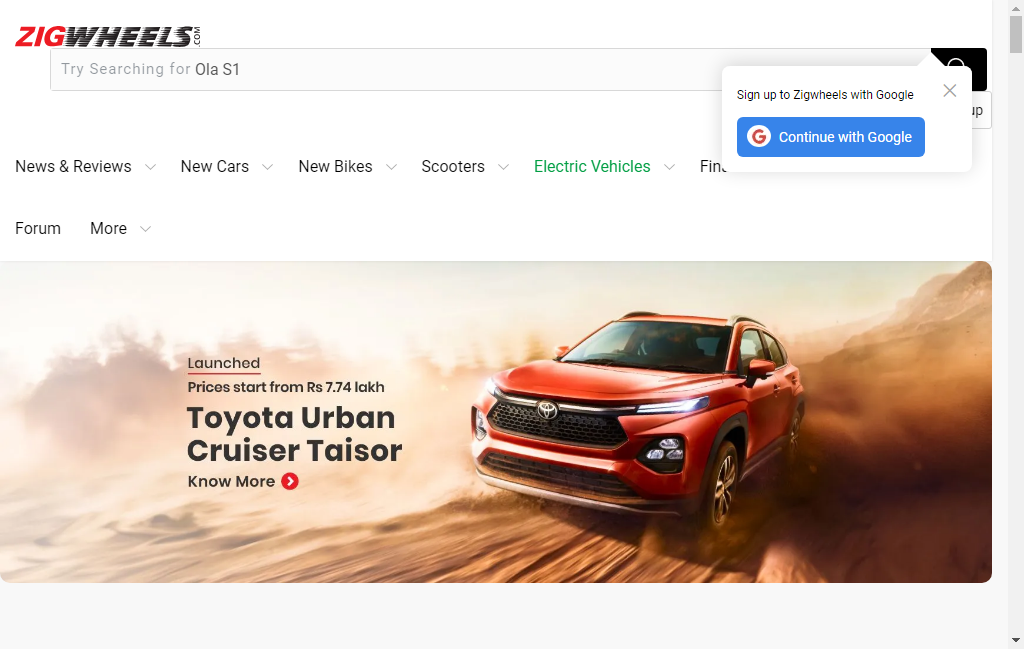 ZIGWHEELS.COM
Try Searching for Ola S1
Sign up to Zigwheels with Google
up
Continue with Google
News & Reviews
New Cars
New Bikes
Scooters
Electric Vehicles
Forum
More
Launched
Prices start from Rs 7.74 lakh
Toyota Urban
Cruiser Taisor
Know More